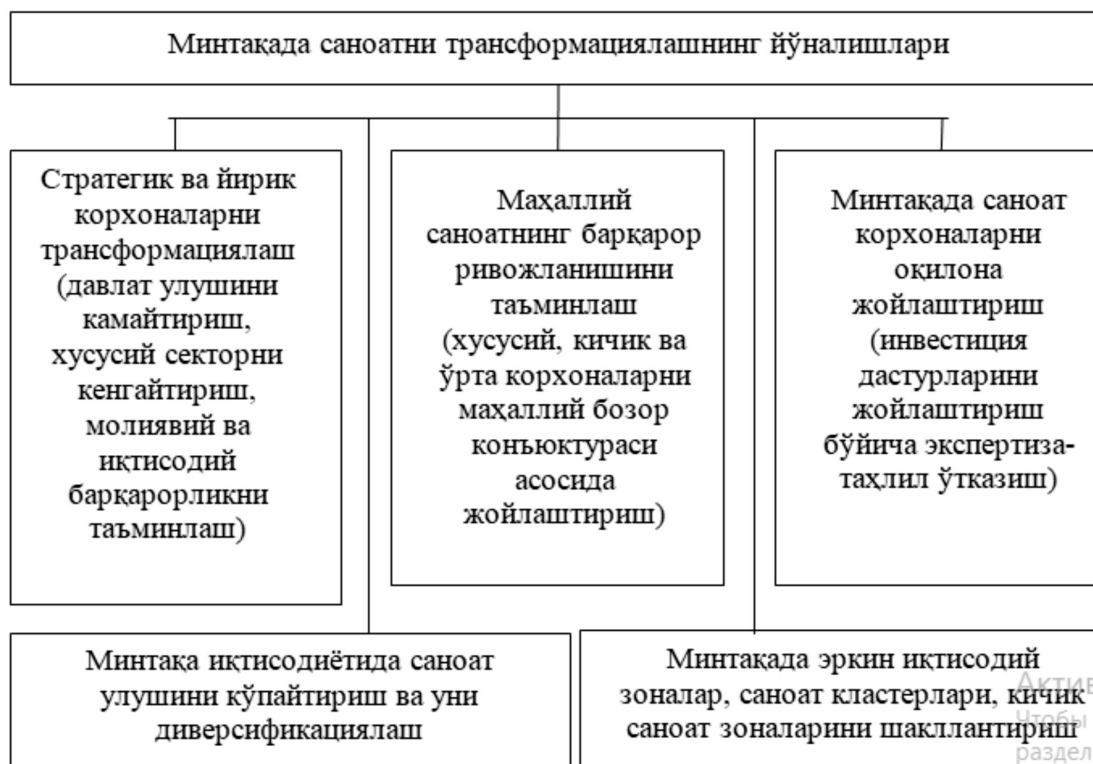 Минтақада саноатни трансформациялашнинг йўналишлари
Стратегик ва йирик
корхоналарни
трансформациялаш
(давлат улушини
камайтириш,
хусусий секторни
кенгайтириш,
молиявий ва
иқтисодий
барқарорликни
таъминлаш)
Маҳаллий
саноатнинг барқарор
ривожланишини
таъминлаш
(хусусий, кичик ва
ўрта корхоналарни
маҳаллий бозор
конъюктураси
асосида
жойлаштириш)
Минтақада саноат
корхоналарни
оқилона
жойлаштириш
(инвестиция
дастурларини
жойлаштириш
бўйича экспертиза-
таҳлил ўтказиш)
Минтақа иқтисодиётида саноат
улушини кўпайтириш ва уни
диверсификациялаш
Минтақада эркин иқтисодий
зоналар, саноат кластерлари, кичик
саноат зоналарини шакллантириш
Актив
Чтобы
раздел